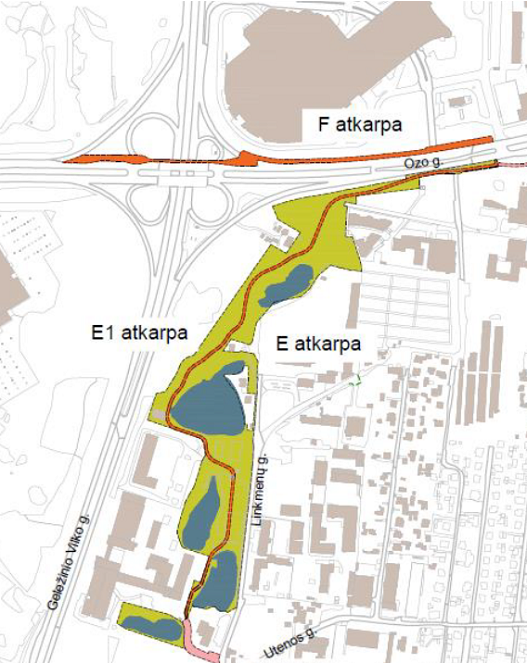 F atkarpa
Ozo g.
E1 atkarpa
E atkarpa
Linkmenų g.
Geležinio Vilko g.
Utenos g.